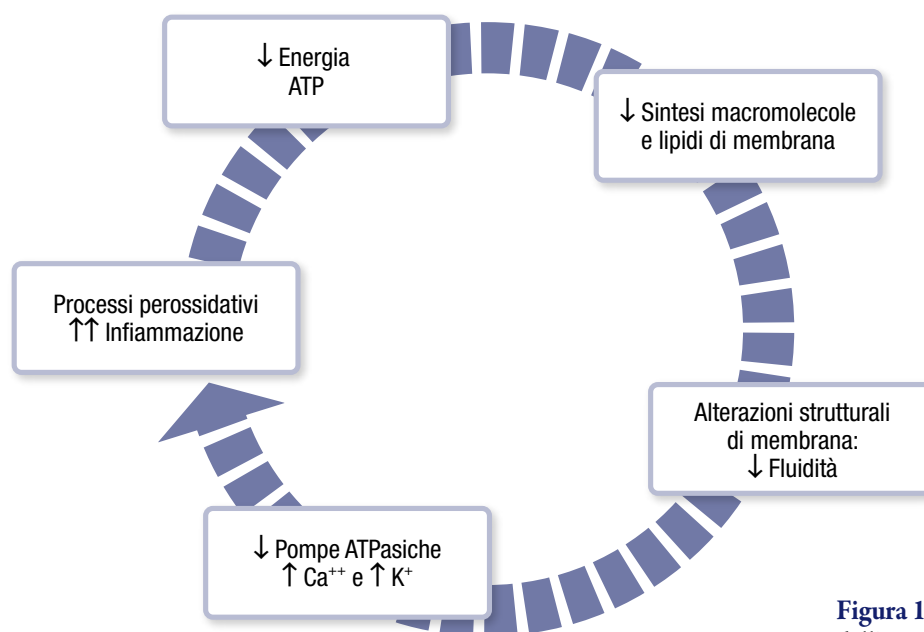 ↓ Energia
ATP
↓ Sintesi macromolecole
e lipidi di membrana
Alterazioni strutturali
di membrana:
↓ Fluidità
↓ Pompe ATPasiche
↑ Ca⁺⁺ e ↑ K⁺
Processi perossidativi
↑↑ Infiammazione
Figura 1